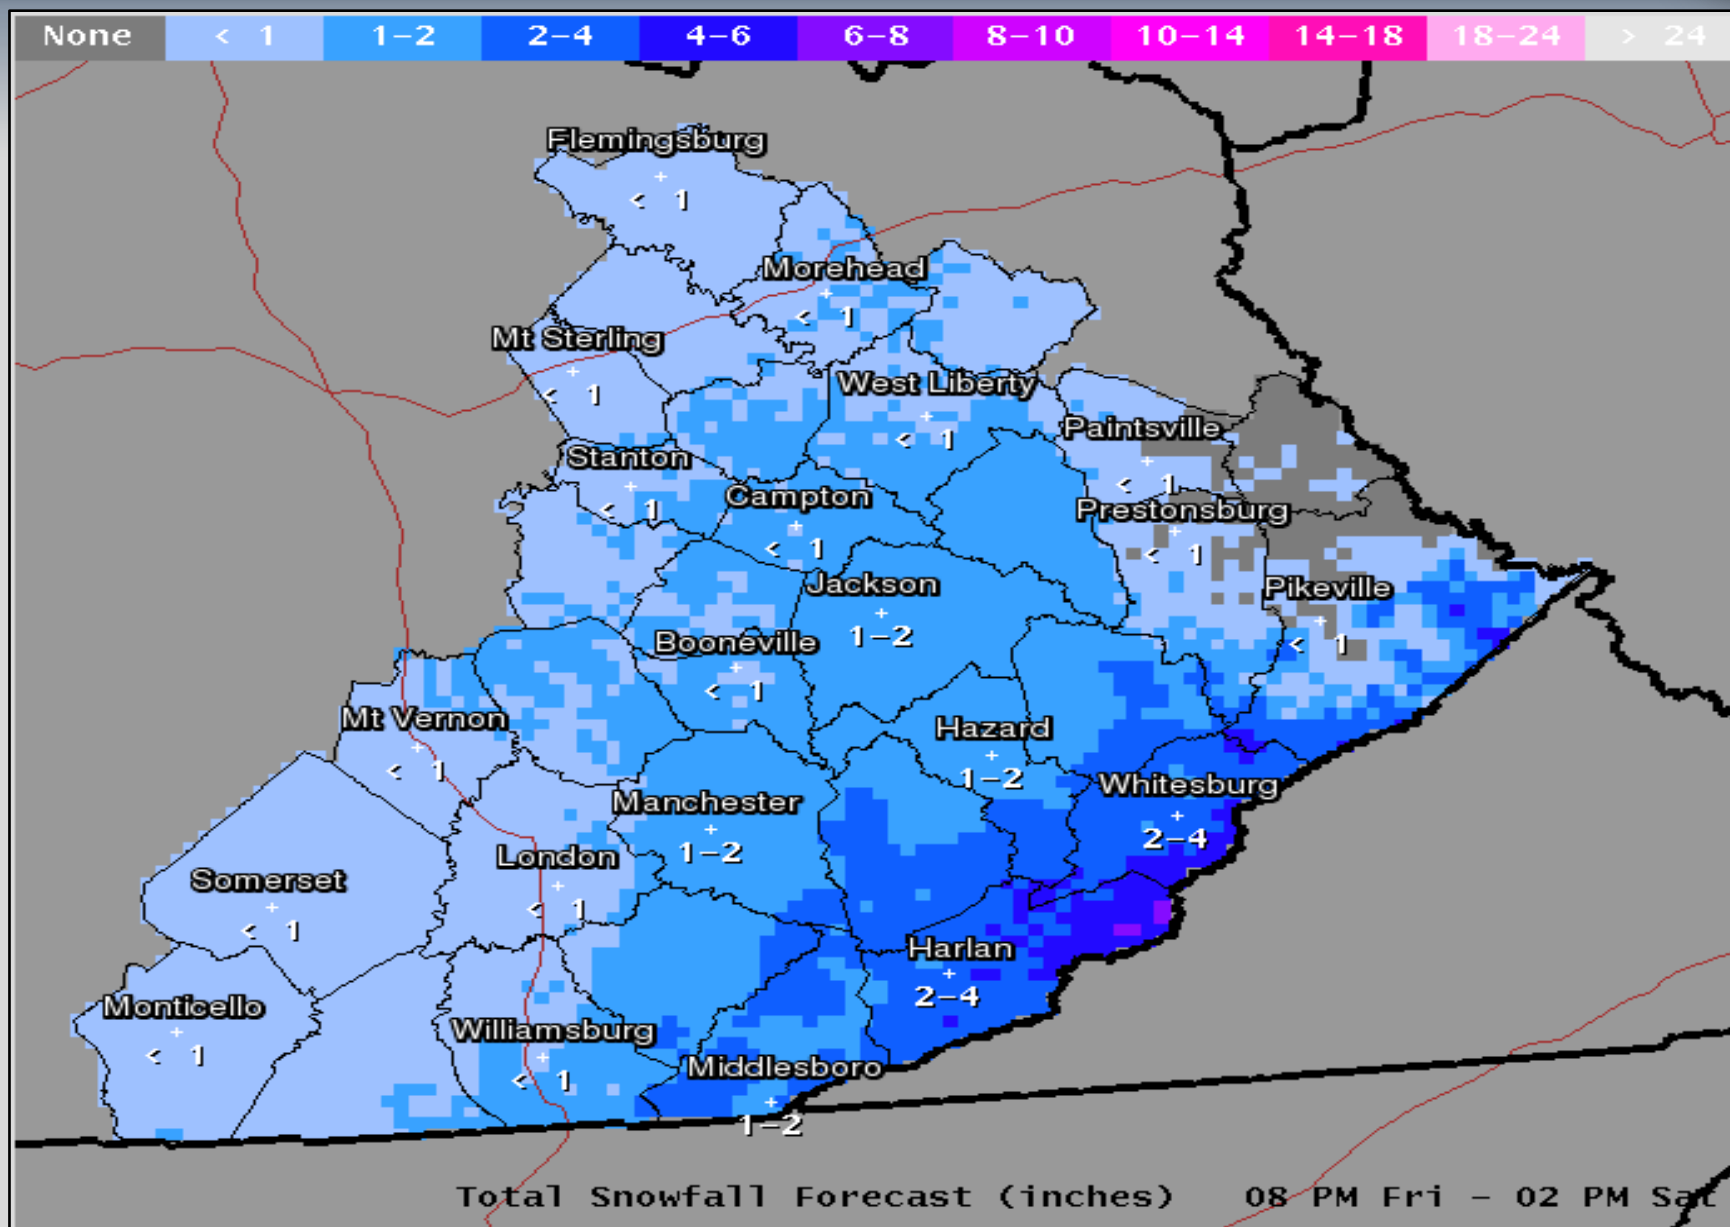 None < 1 1-2 2-4 4-6 6-8 8-10 10-14 14-18 18-24 > 24
Flemingsburg
< 1
Morehead
< 1
Mt Sterling
< 1
West Liberty
< 1
Paintsville
< 1
Stanton
< 1
Campton
< 1
Prestonsburg
< 1
Jackson
1-2
Pikeville
< 1
Booneville
< 1
Mt Vernon
< 1
Hazard
1-2
Whitesburg
2-4
Manchester
1-2
London
< 1
Somerset
< 1
Harlan
2-4
Monticello
< 1
Williamsburg
< 1
Middlesboro
1-2
Total Snowfall Forecast (inches) 08 PM Fri - 02 PM Sat